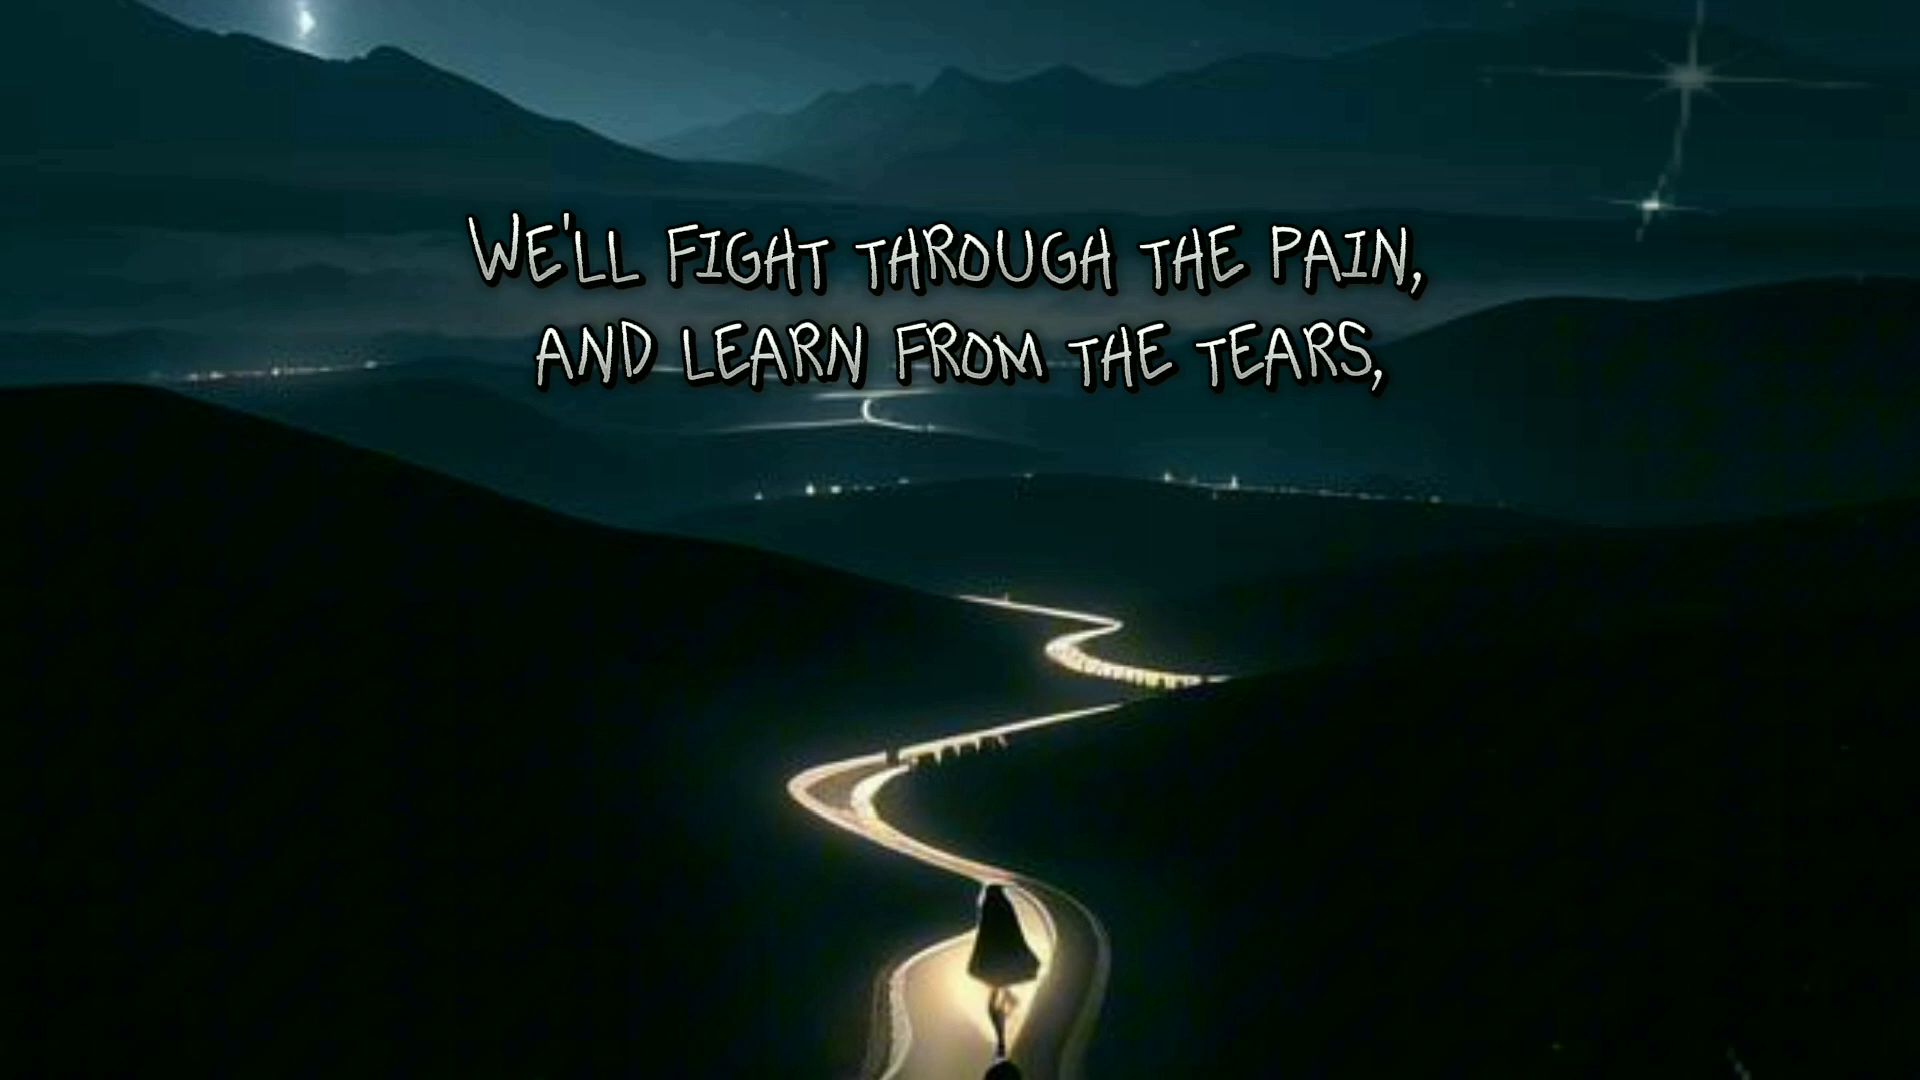 WE'LL FIGHT THROUGH THE PAIN,
AND LEARN FROM THE TEARS,